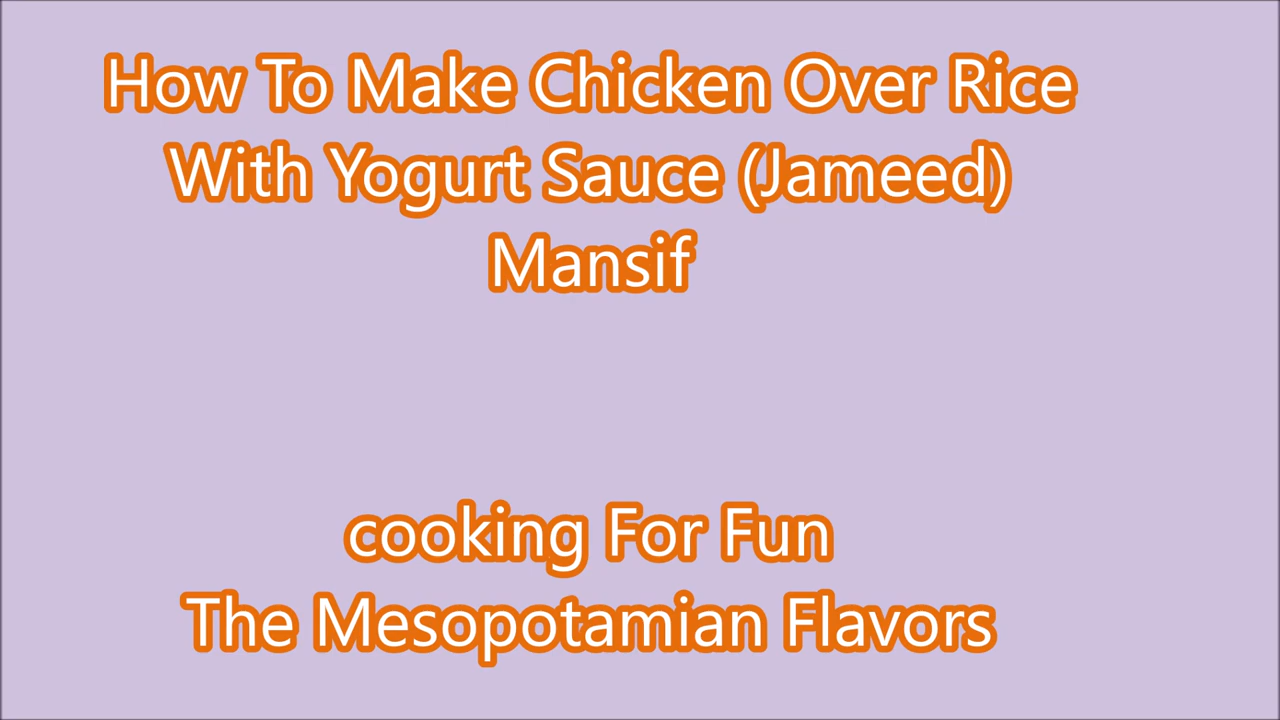 How To Make Chicken Over Rice
With Yogurt Sauce (Jameed)
Mansif
cooking For Fun
The Mesopotamian Flavors